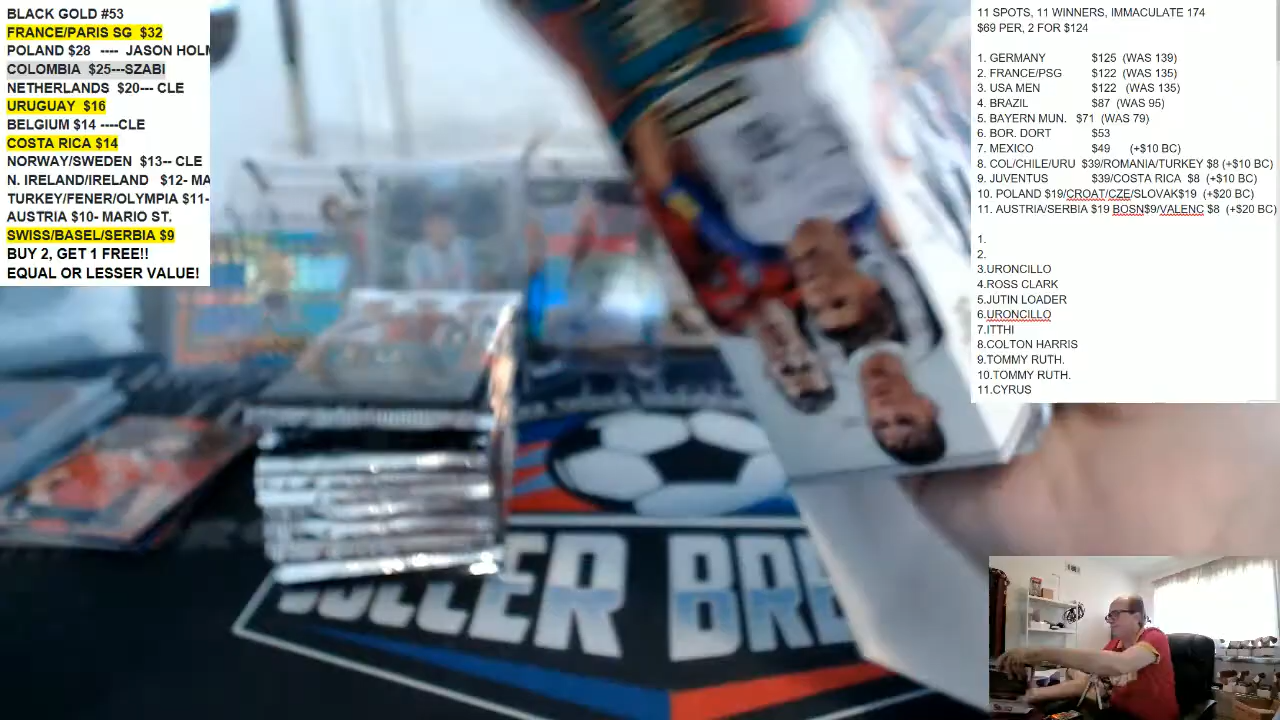 BLACK GOLD #53
FRANCE/PARIS SG $32
POLAND $28 ---- JASON HOLM
COLOMBIA $25---SZABI
NETHERLANDS $20--- CLE
URUGUAY $16
BELGIUM $14 ----CLE
COSTA RICA $14
NORWAY/SWEDEN $13-- CLE
N. IRELAND/IRELAND $12- MA
TURKEY/FENER/OLYMPIA $11-
AUSTRIA $10- MARIO ST.
SWISS/BASEL/SERBIA $9
BUY 2, GET 1 FREE!!
EQUAL OR LESSER VALUE!
11 SPOTS, 11 WINNERS, IMMACULATE 174
$69 PER, 2 FOR $124
1. GERMANY $125 (WAS 139)
2. FRANCE/PSG $122 (WAS 135)
3. USA MEN $122 (WAS 135)
4. BRAZIL $87 (WAS 95)
5. BAYERN MUN. $71 (WAS 79)
6. BOR. DORT $53
7. MEXICO $49 (+$10 BC)
8. COL/CHILE/URU $39/ROMANIA/TURKEY $8 (+$10 BC)
9. JUVENTUS $39/COSTA RICA $8 (+$10 BC)
10. POLAND $19/CROAT/CZE/SLOVAK$19 (+$20 BC)
11. AUSTRIA/SERBIA $19 BOSN$9/VALENC $8 (+$20 BC)
1.
2.
3.URONCILLO
4.ROSS CLARK
5.JUTIN LOADER
6.URONCILLO
7.ITTHI
8.COLTON HARRIS
9.TOMMY RUTH.
10.TOMMY RUTH.
11.CYRUS
SOCCER BRE